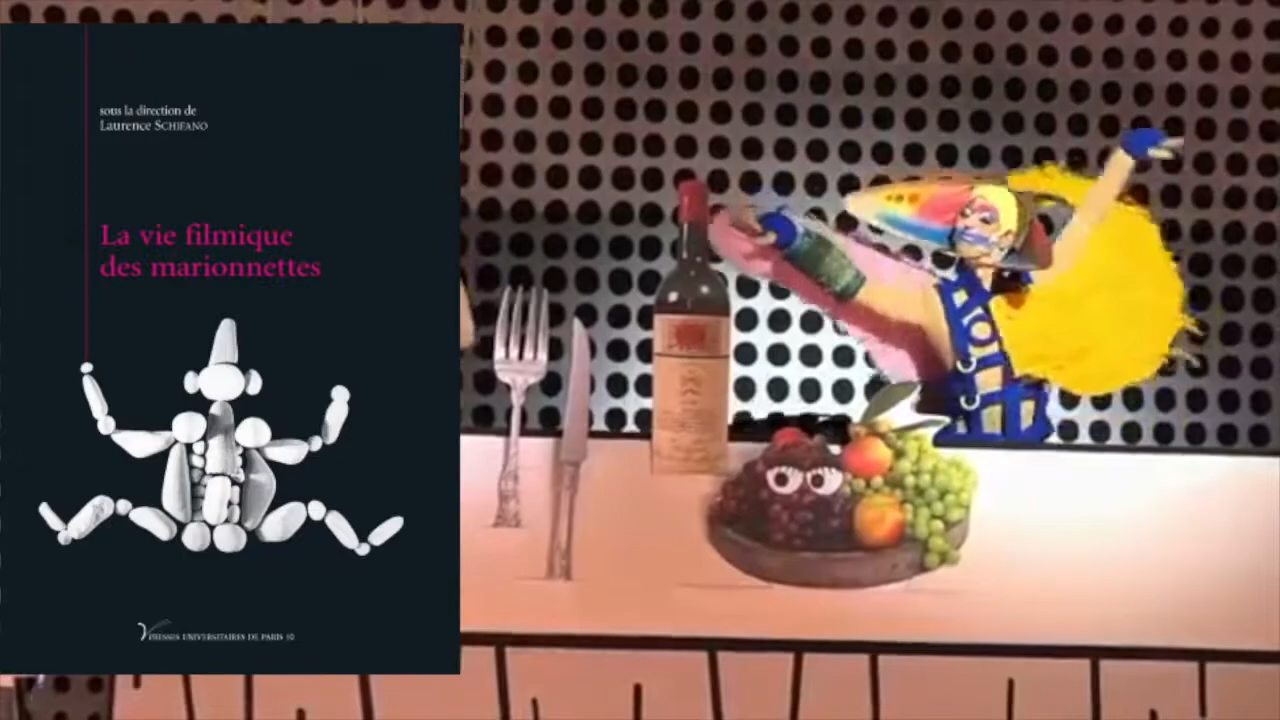 sous la direction de
Laurence SCHIFANO
La vie filmique
des marionnettes
PRESSES UNIVERSITAIRES DE PARIS 10